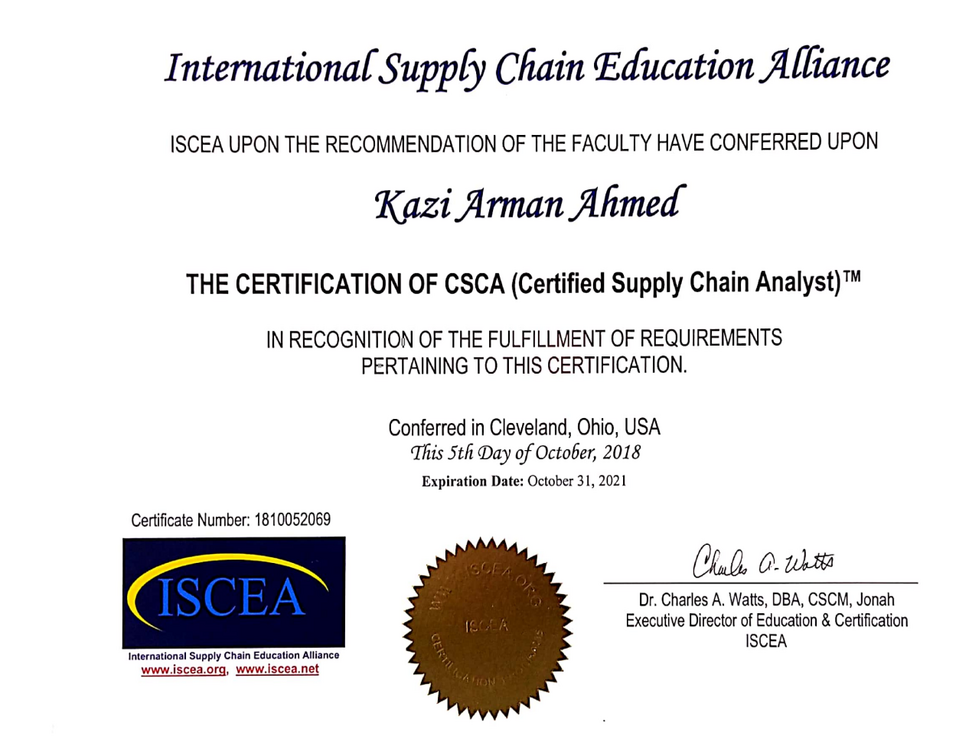 International Supply Chain Education Alliance
ISCEA UPON THE RECOMMENDATION OF THE FACULTY HAVE CONFERRED UPON
Kazi Arman Ahmed
THE CERTIFICATION OF CSCA (Certified Supply Chain Analyst)™
IN RECOGNITION OF THE FULFILLMENT OF REQUIREMENTS
PERTAINING TO THIS CERTIFICATION.
Conferred in Cleveland, Ohio, USA
This 5th Day of October, 2018
Expiration Date: October 31, 2021
Certificate Number: 1810052069
ISCEA
International Supply Chain Education Alliance
www.iscea.org, www.iscea.net
ISCEA.ORG
ISCEA
CERTIFICATION
Charles A. Watts
Dr. Charles A. Watts, DBA, CSCM, Jonah
Executive Director of Education & Certification
ISCEA